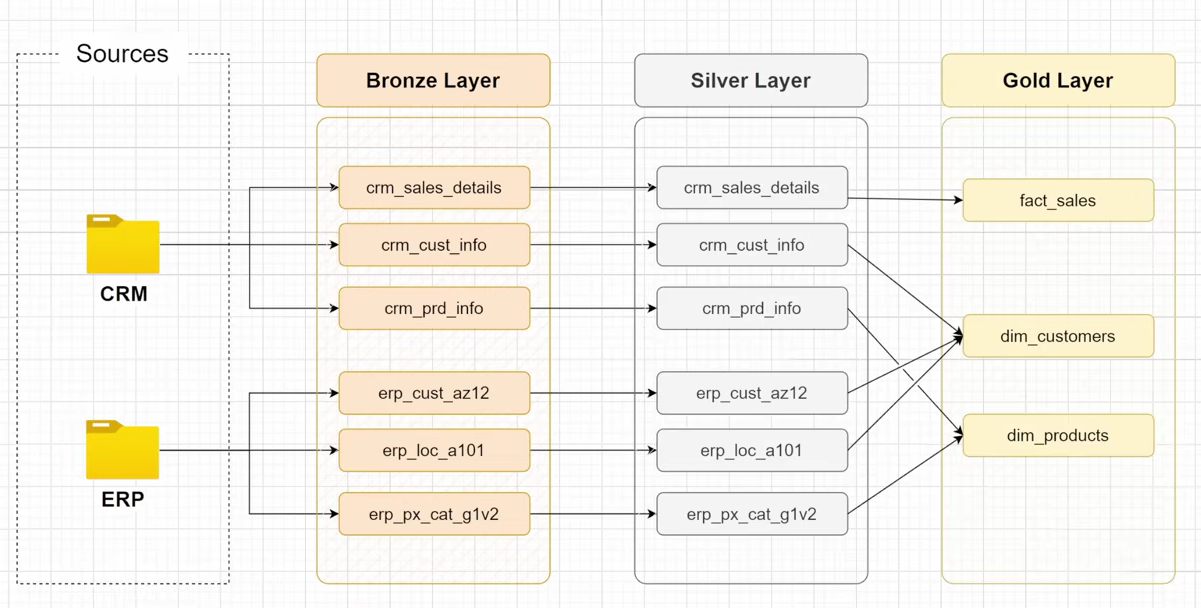 Sources
Bronze Layer
Silver Layer
Gold Layer
crm_sales_details
crm_sales_details
fact_sales
crm_cust_info
crm_cust_info
CRM
crm_prd_info
crm_prd_info
dim_customers
erp_cust_az12
erp_cust_az12
dim_products
erp_loc_a101
erp_loc_a101
ERP
erp_px_cat_g1v2
erp_px_cat_g1v2